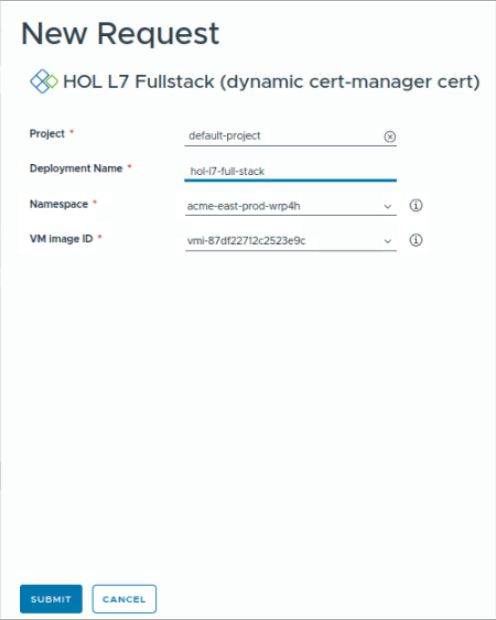 New Request
HOL L7 Fullstack (dynamic cert-manager cert)
Project * default-project
Deployment Name * hol-l7-full-stack
Namespace * acme-east-prod-wrp4h
VM image ID * vmi-87df22712c2523e9c
SUBMIT CANCEL